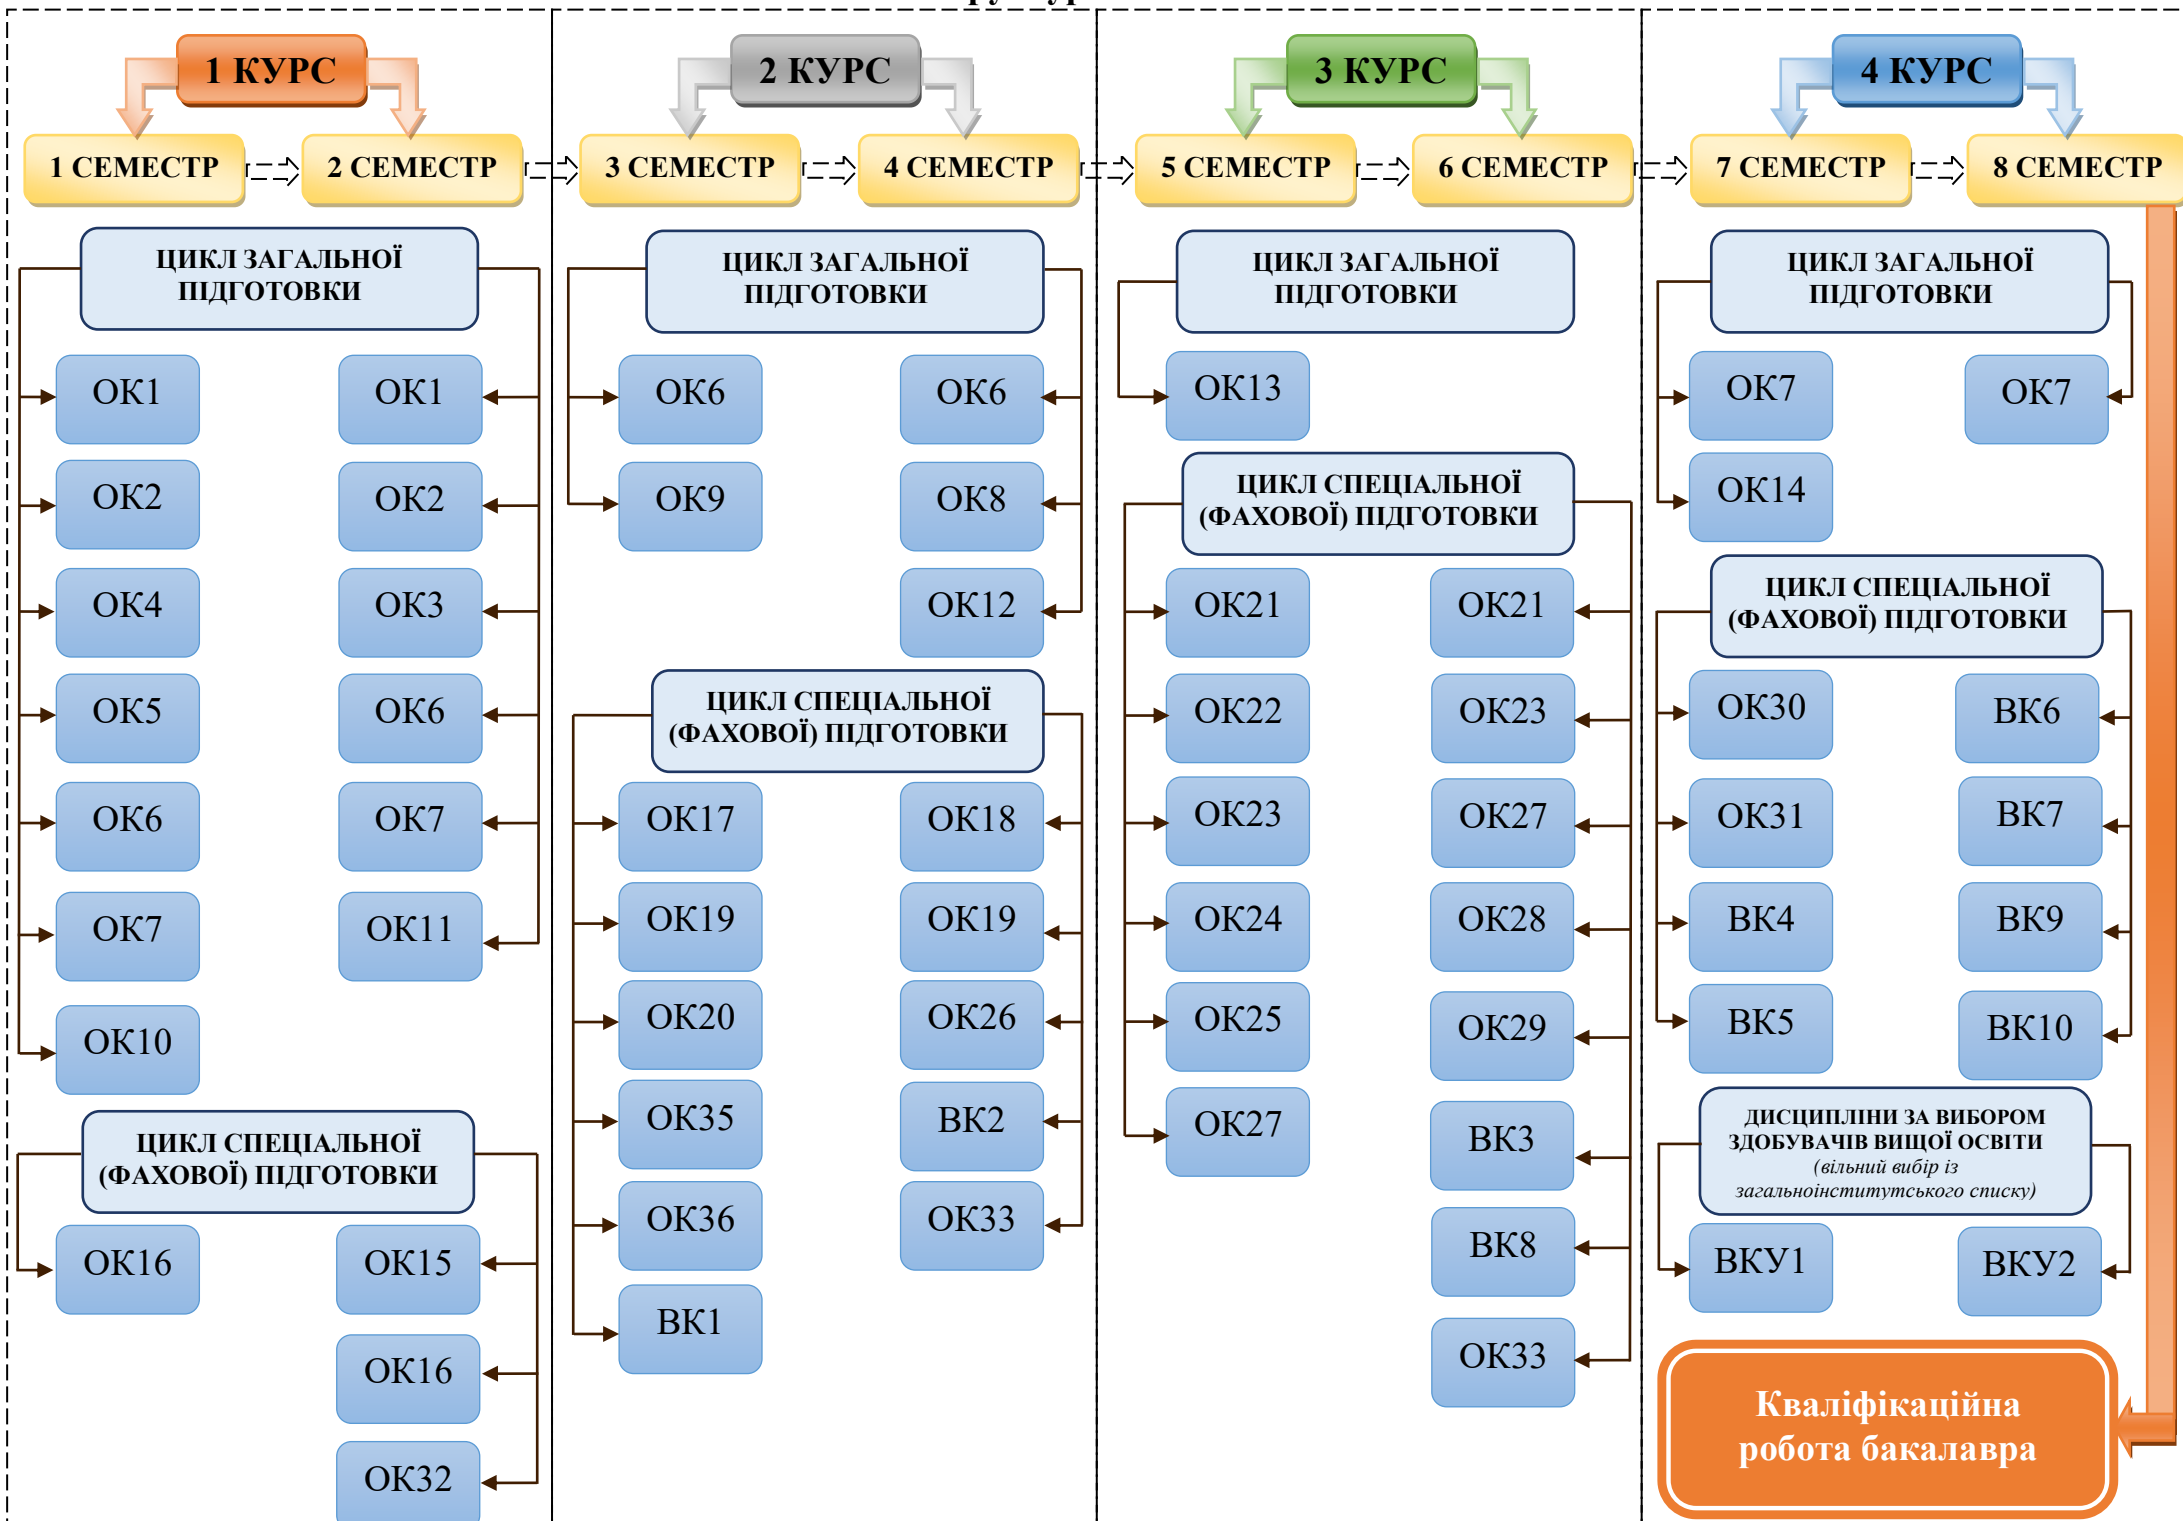 1 КУРС
2 КУРС
3 КУРС
4 КУРС
1 СЕМЕСТР
2 СЕМЕСТР
3 СЕМЕСТР
4 СЕМЕСТР
5 СЕМЕСТР
6 СЕМЕСТР
7 СЕМЕСТР
8 СЕМЕСТР
ЦИКЛ ЗАГАЛЬНОЇ
ПІДГОТОВКИ
ОК1
ОК2
ОК4
ОК5
ОК6
ОК7
ОК10
ОК1
ОК2
ОК3
ОК6
ОК7
ОК11
ЦИКЛ СПЕЦІАЛЬНОЇ
(ФАХОВОЇ) ПІДГОТОВКИ
ОК16
ОК15
ОК16
ОК32
ЦИКЛ ЗАГАЛЬНОЇ
ПІДГОТОВКИ
ОК6
ОК9
ОК6
ОК8
ОК12
ЦИКЛ СПЕЦІАЛЬНОЇ
(ФАХОВОЇ) ПІДГОТОВКИ
ОК17
ОК19
ОК20
ОК35
ОК36
ВК1
ОК18
ОК19
ОК26
ВК2
ОК33
ЦИКЛ ЗАГАЛЬНОЇ
ПІДГОТОВКИ
ОК13
ЦИКЛ СПЕЦІАЛЬНОЇ
(ФАХОВОЇ) ПІДГОТОВКИ
ОК21
ОК22
ОК23
ОК24
ОК25
ОК27
ОК21
ОК23
ОК27
ОК28
ОК29
ВК3
ВК8
ОК33
ЦИКЛ ЗАГАЛЬНОЇ
ПІДГОТОВКИ
ОК7
ОК14
ОК7
ЦИКЛ СПЕЦІАЛЬНОЇ
(ФАХОВОЇ) ПІДГОТОВКИ
ОК30
ОК31
ВК4
ВК5
ВК6
ВК7
ВК9
ВК10
ДИСЦИПЛІНИ ЗА ВИБОРОМ
ЗДОБУВАЧІВ ВИЩОЇ ОСВІТИ
(вільний вибір із
загальноінститутського списку)
ВКУ1
ВКУ2
Кваліфікаційна
робота бакалавра